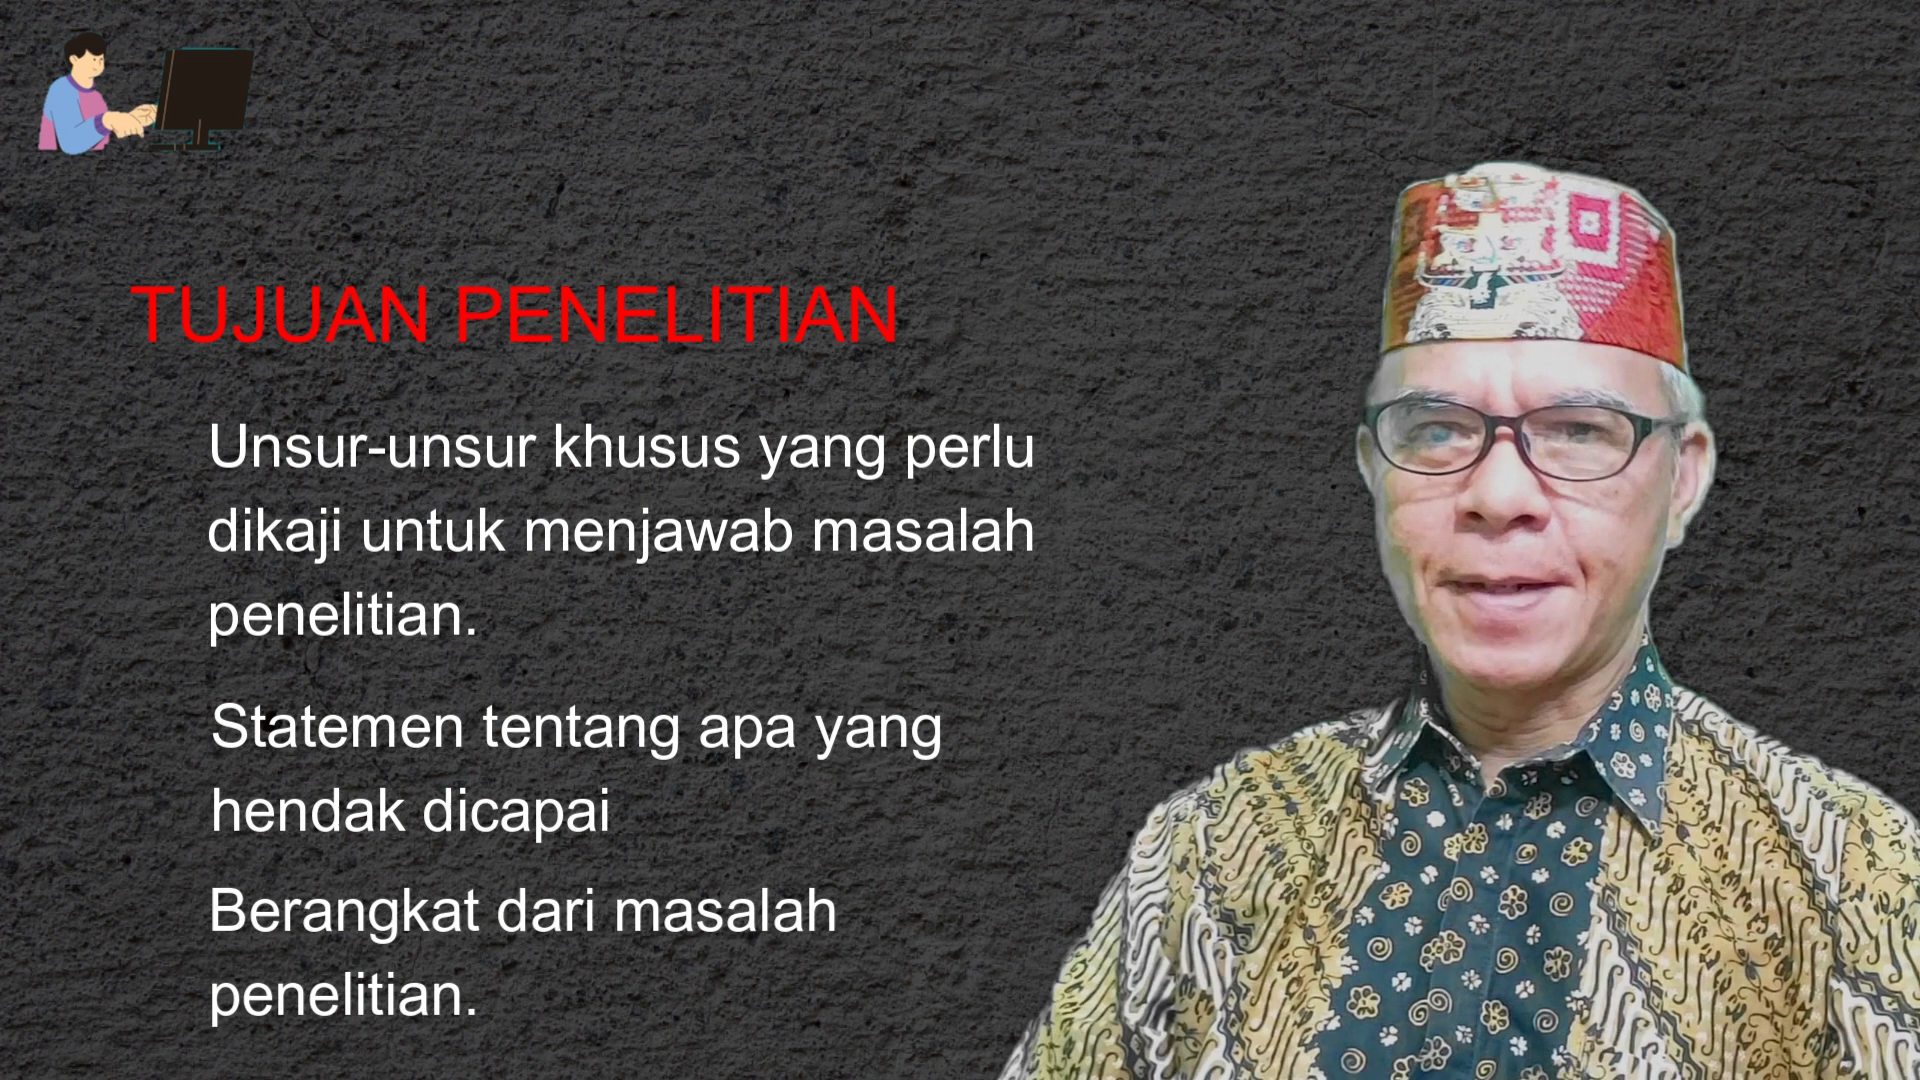 TUJUAN PENELITIAN
Unsur-unsur khusus yang perlu
dikaji untuk menjawab masalah
penelitian.
Statemen tentang apa yang
hendak dicapai
Berangkat dari masalah
penelitian.